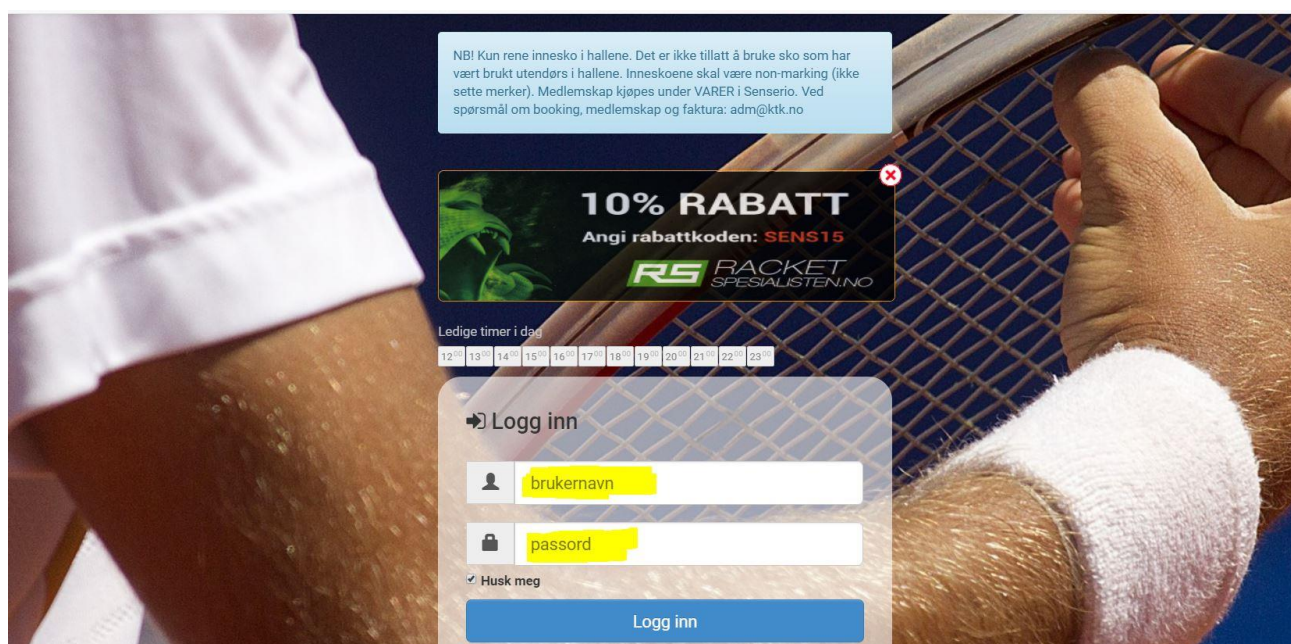 NB! Kun rene innesko i hallene. Det er ikke tillatt å bruke sko som har
vært brukt utendørs i hallene. Inneskoene skal være non-marking (ikke
sette merker). Medlemskap kjøpes under VARER i Senserio. Ved
spørsmål om booking, medlemskap og faktura: adm@ktk.no
10% RABATT
Angi rabattkoden: SENS15
RS RACKET
SPESIALISTEN.NO
Ledige timer i dag
12⁰⁰ 13⁰⁰ 14⁰⁰ 15⁰⁰ 16⁰⁰ 17⁰⁰ 18⁰⁰ 19⁰⁰ 20⁰⁰ 21⁰⁰ 22⁰⁰ 23⁰⁰
Logg inn
brukernavn
passord
Husk meg
Logg inn